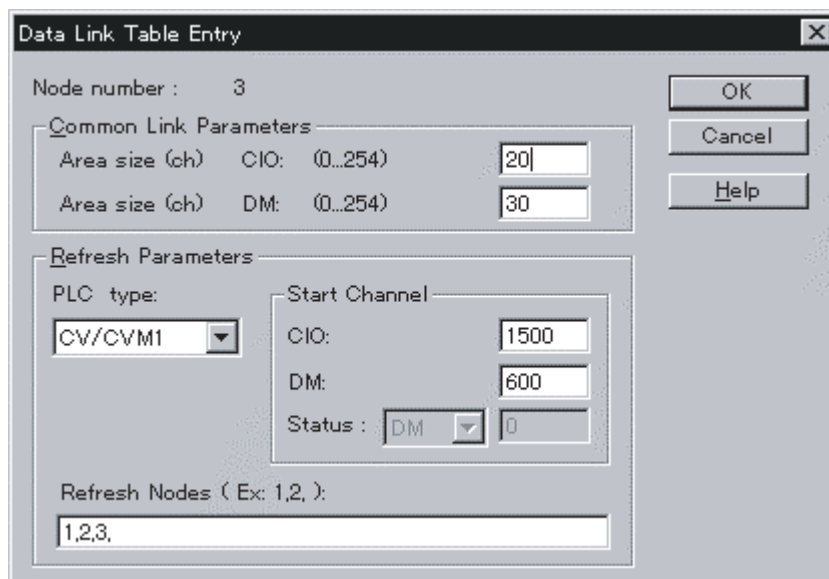 Data Link Table Entry
Node number : 3
OK
Common Link Parameters
Cancel
Area size (ch) CIO: (0...254) 20
Area size (ch) DM: (0...254) 30
Help
Refresh Parameters
PLC type:
CV/CVM1
Start Channel
CIO: 1500
DM: 600
Status : DM 0
Refresh Nodes ( Ex: 1,2, ):
1,2,3,